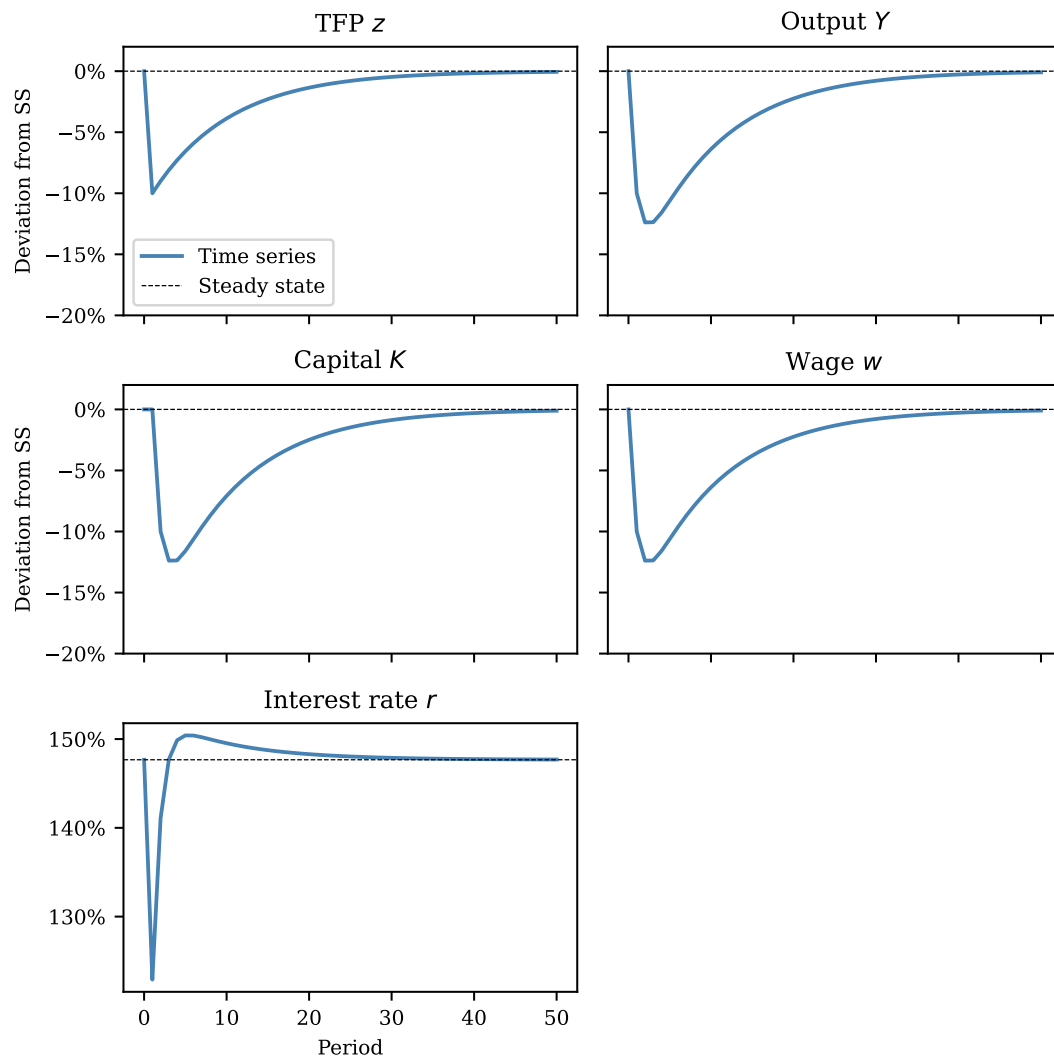 TFP z
Output Y
Deviation from SS
0%
−5%
−10%
−15%
−20%
Time series
Steady state
Capital K
Wage w
Deviation from SS
0%
−5%
−10%
−15%
−20%
Interest rate r
150%
140%
130%
0 10 20 30 40 50
Period